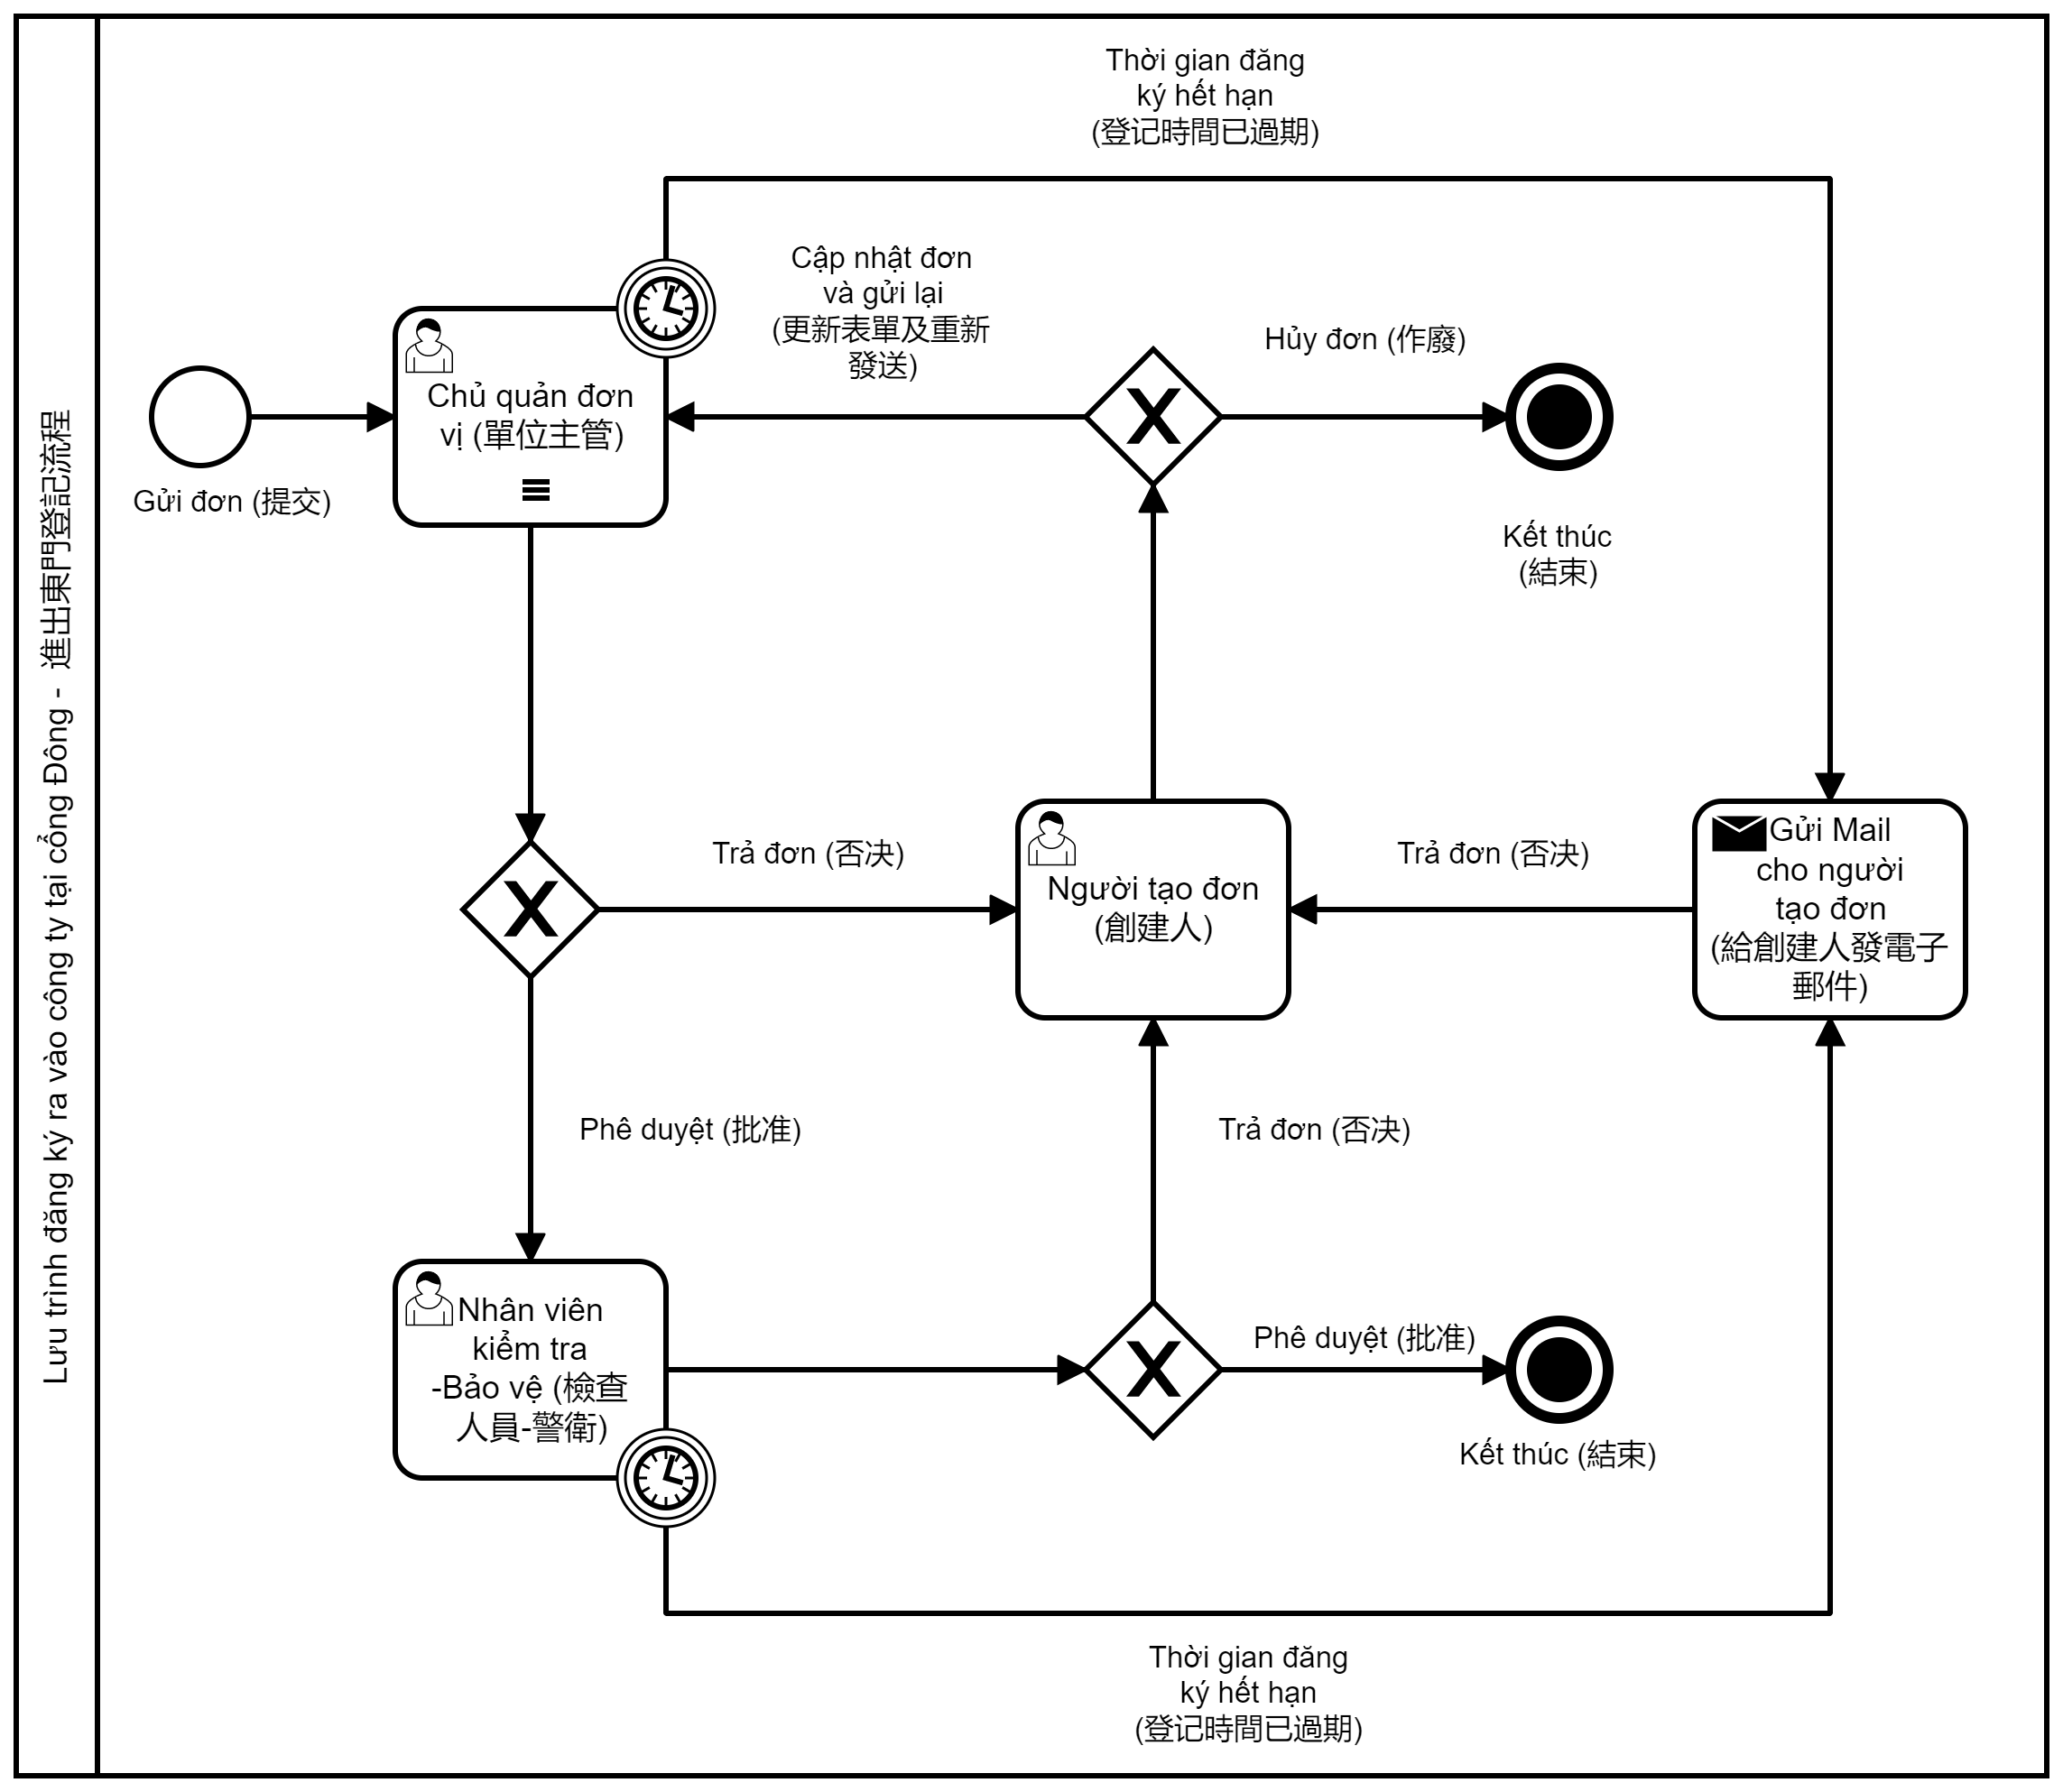 Lưu trình đăng ký ra vào công ty tại cổng Đông - 進出東門登記流程
Thời gian đăng
ký hết hạn
(登记時間已過期)
Cập nhật đơn
và gửi lại
(更新表單及重新
發送)
Hủy đơn (作廢)
Chủ quản đơn
vị (單位主管)
Gửi đơn (提交)
Kết thúc
(結束)
Trả đơn (否决)
Người tạo đơn
(創建人)
Trả đơn (否决)
Gửi Mail
cho người
tạo đơn
(給創建人發電子
郵件)
Phê duyệt (批准)
Trả đơn (否决)
Nhân viên
kiểm tra
-Bảo vệ (檢查
人員-警衛)
Phê duyệt (批准)
Kết thúc (結束)
Thời gian đăng
ký hết hạn
(登记時間已過期)